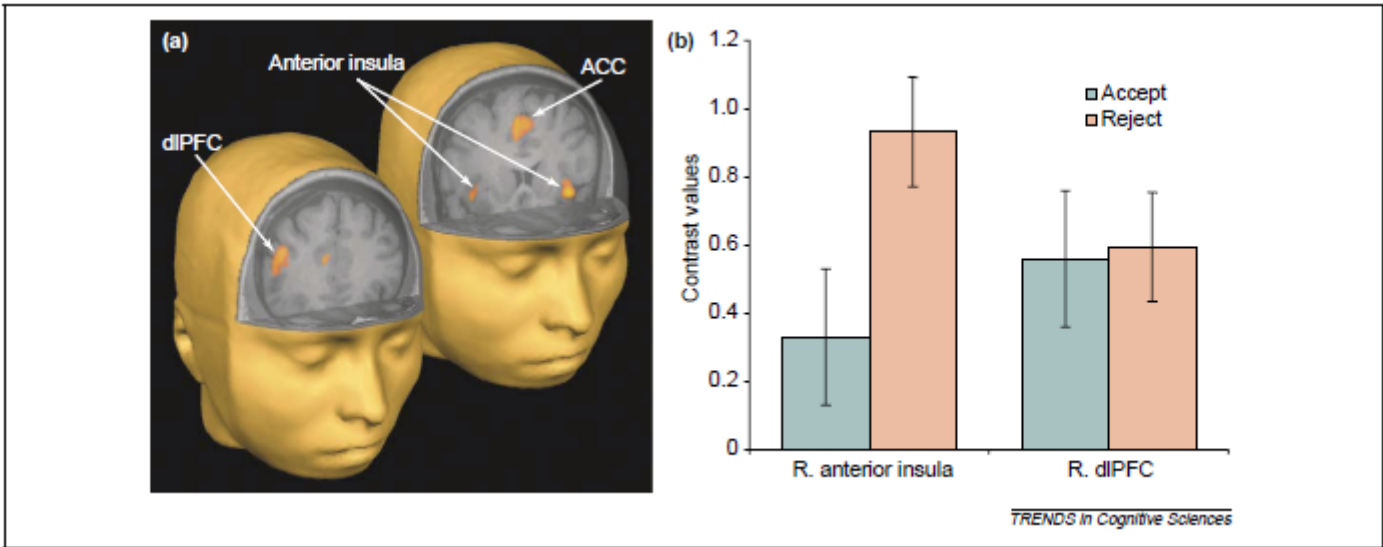 (a)
Anterior insula
ACC
dlPFC
(b)
1.2
1.0
0.8
0.6
0.4
0.2
0
Contrast values
Accept
Reject
R. anterior insula
R. dlPFC
TRENDS in Cognitive Sciences